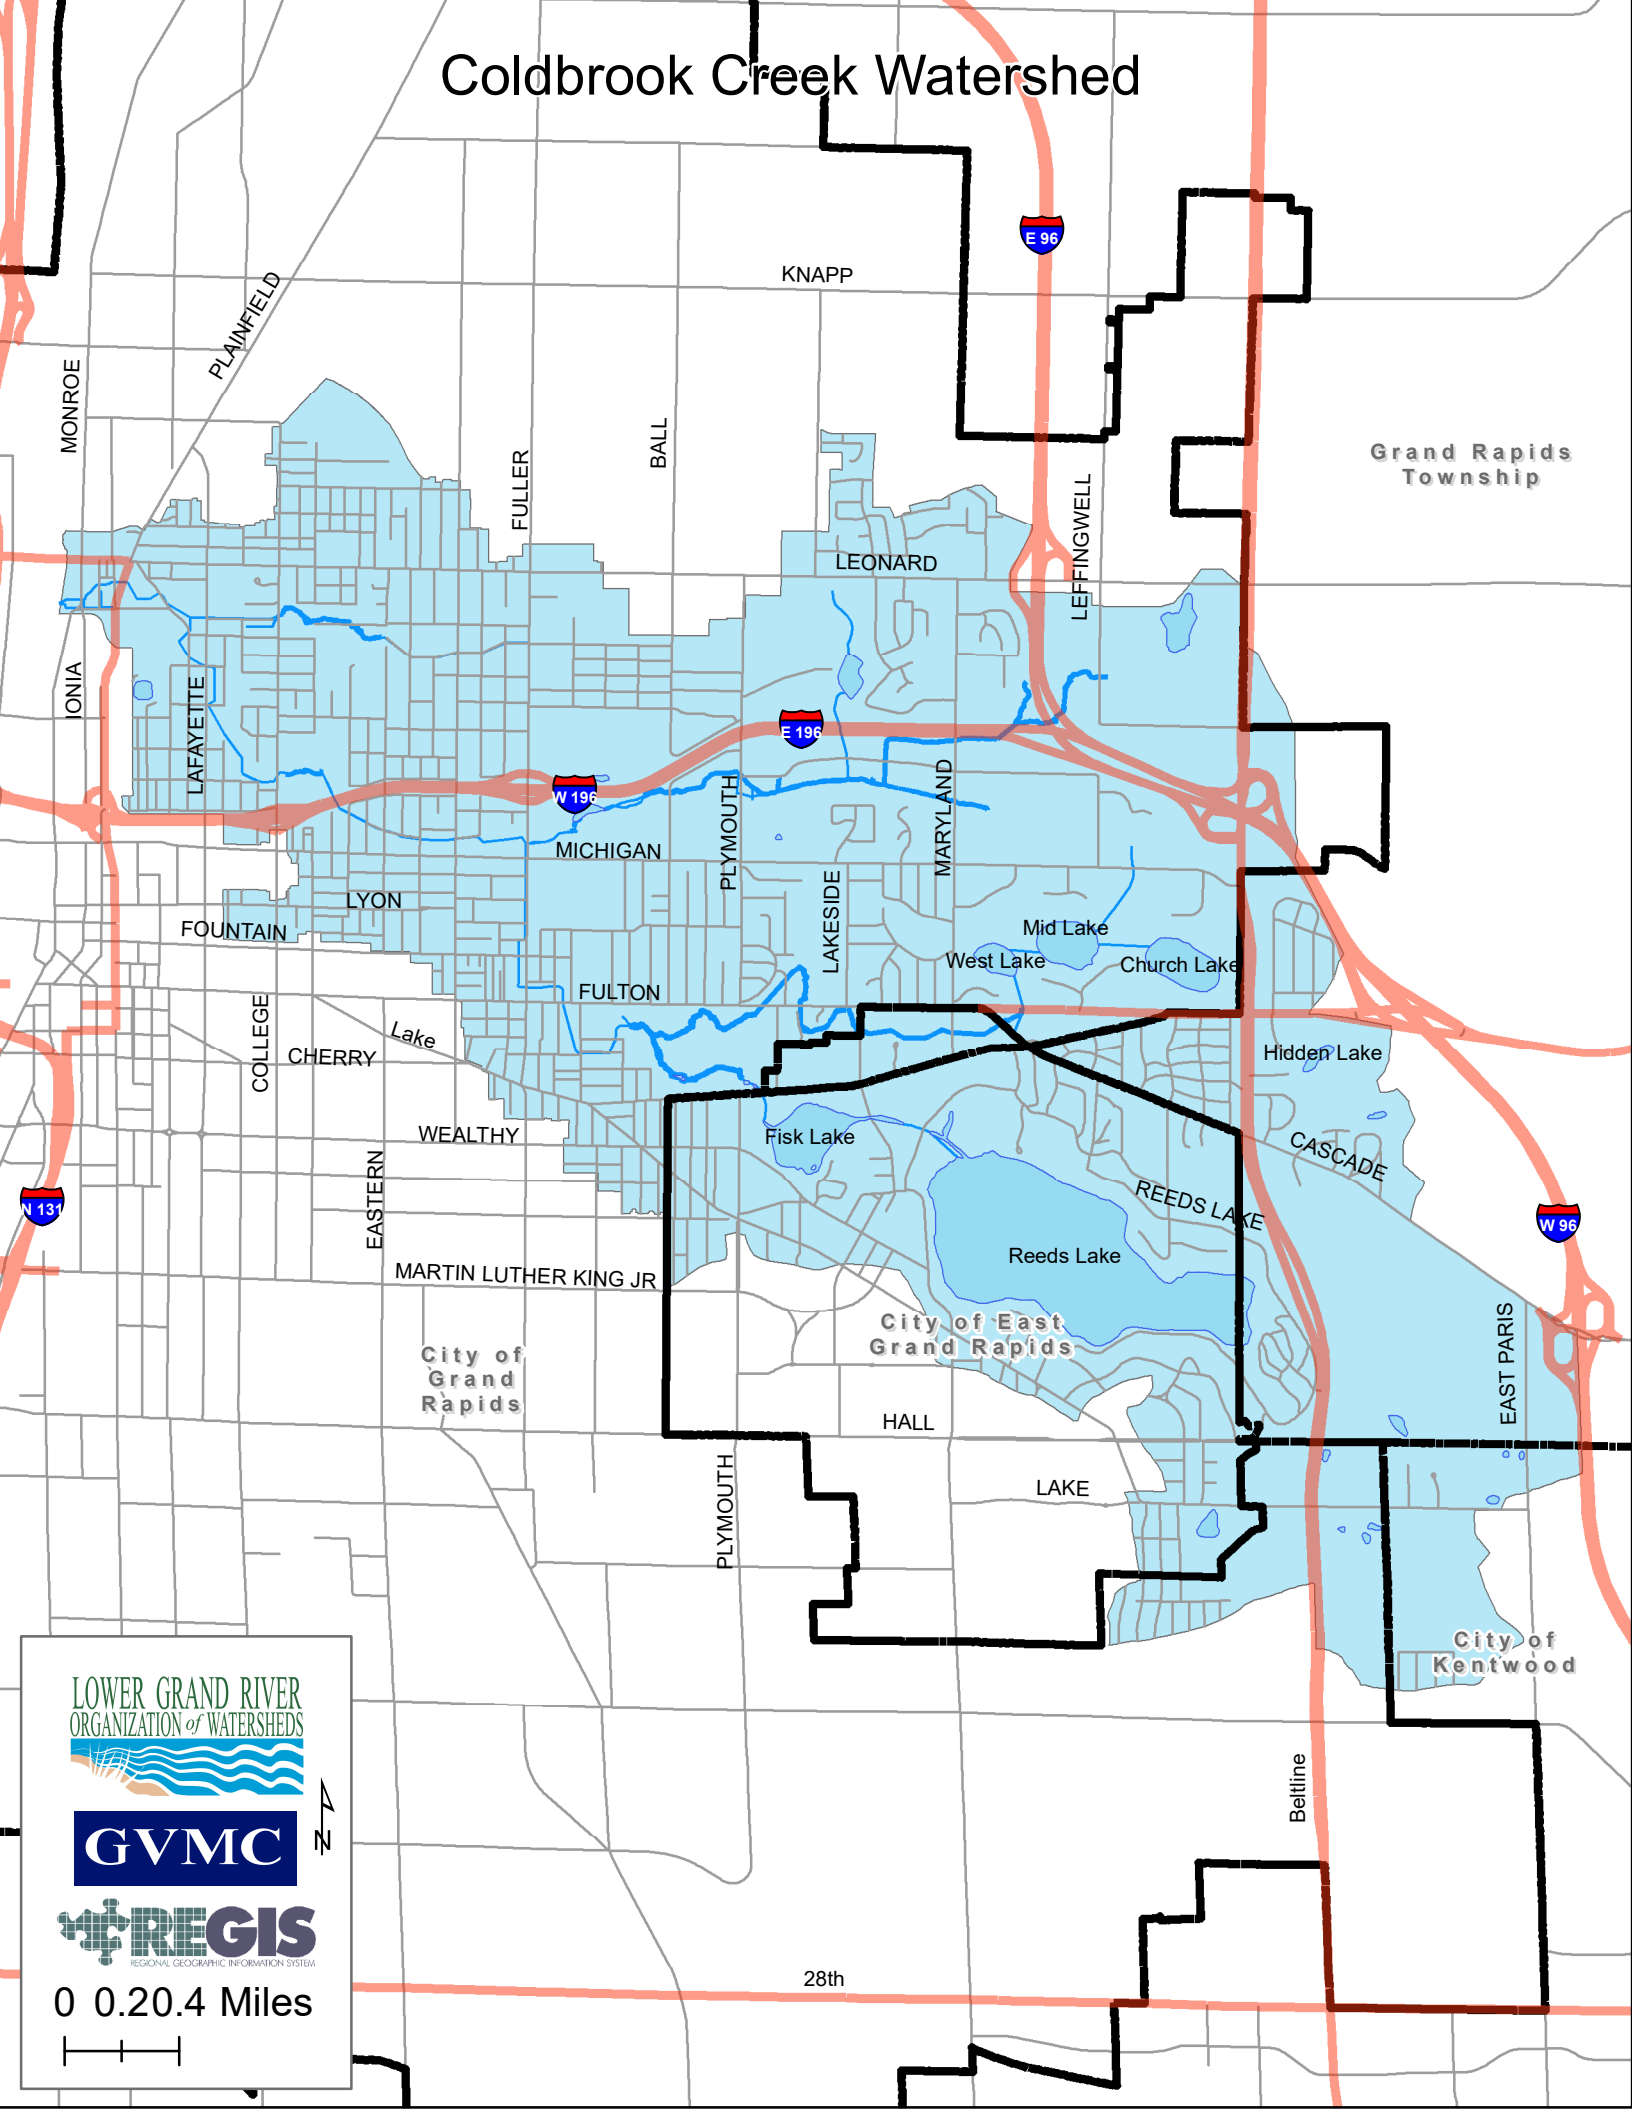 Coldbrook Creek Watershed
E 96
KNAPP
PLAINFIELD
MONROE
BALL
FULLER
Grand Rapids
Township
LEFFINGWELL
LEONARD
IONIA
LAFAYETTE
E 196
W 196
PLYMOUTH
MARYLAND
MICHIGAN
LAKESIDE
LYON
FOUNTAIN
Mid Lake
West Lake
Church Lake
FULTON
COLLEGE
Lake
CHERRY
Hidden Lake
WEALTHY
Fisk Lake
CASCADE
EASTERN
REEDS LAKE
N 131
W 96
Reeds Lake
MARTIN LUTHER KING JR
City of East
Grand Rapids
City of
Grand
Rapids
EAST PARIS
HALL
PLYMOUTH
LAKE
City of
Kentwood
LOWER GRAND RIVER
ORGANIZATION of WATERSHEDS
Beltline
GVMC
N
REGIS
REGIONAL GEOGRAPHIC INFORMATION SYSTEM
28th
0 0.20.4 Miles